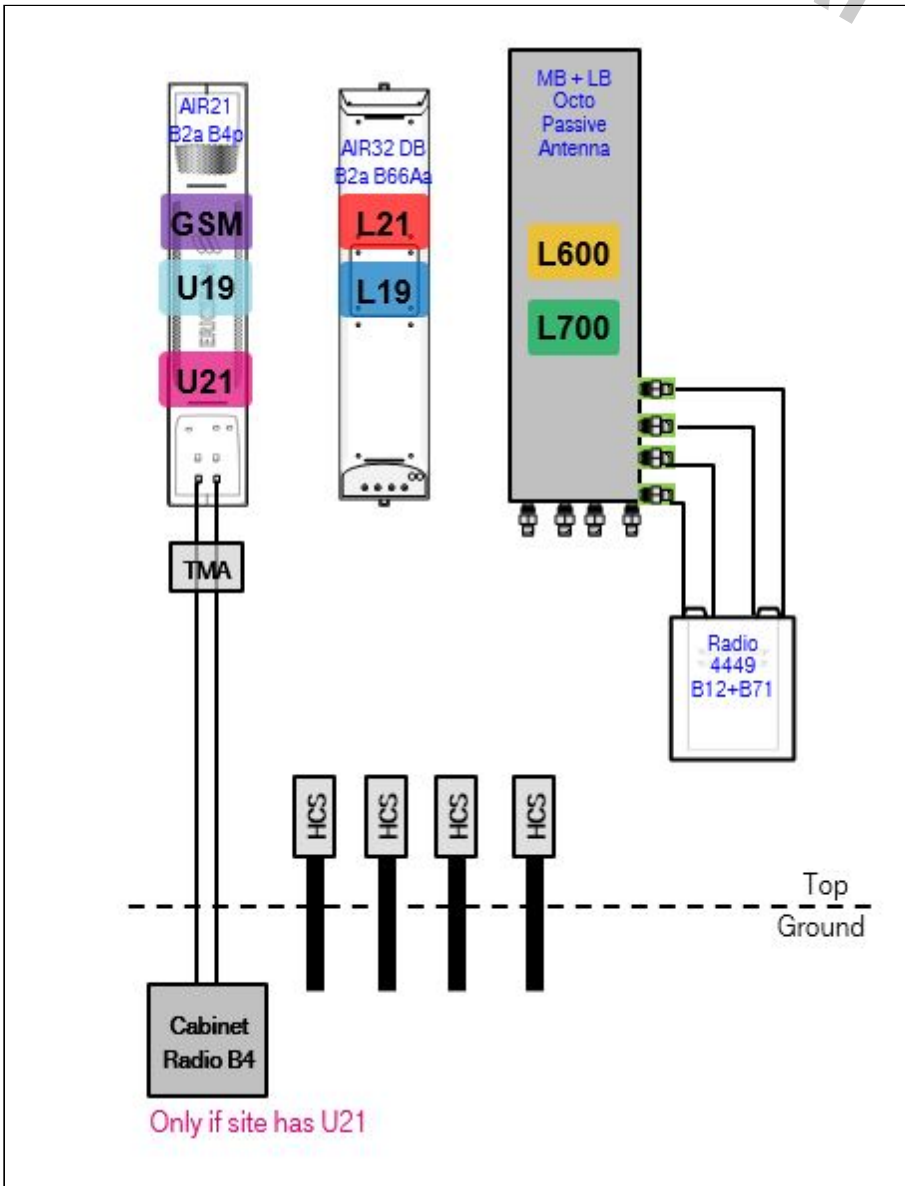 AIR21
B2a B4p
GSM
U19
U21
TMA
AIR32 DB
B2a B66Aa
L21
L19
MB + LB
Octo
Passive
Antenna
L600
L700
Radio
4449
B12+B71
HCS
HCS
HCS
HCS
Top
Ground
Cabinet
Radio B4
Only if site has U21